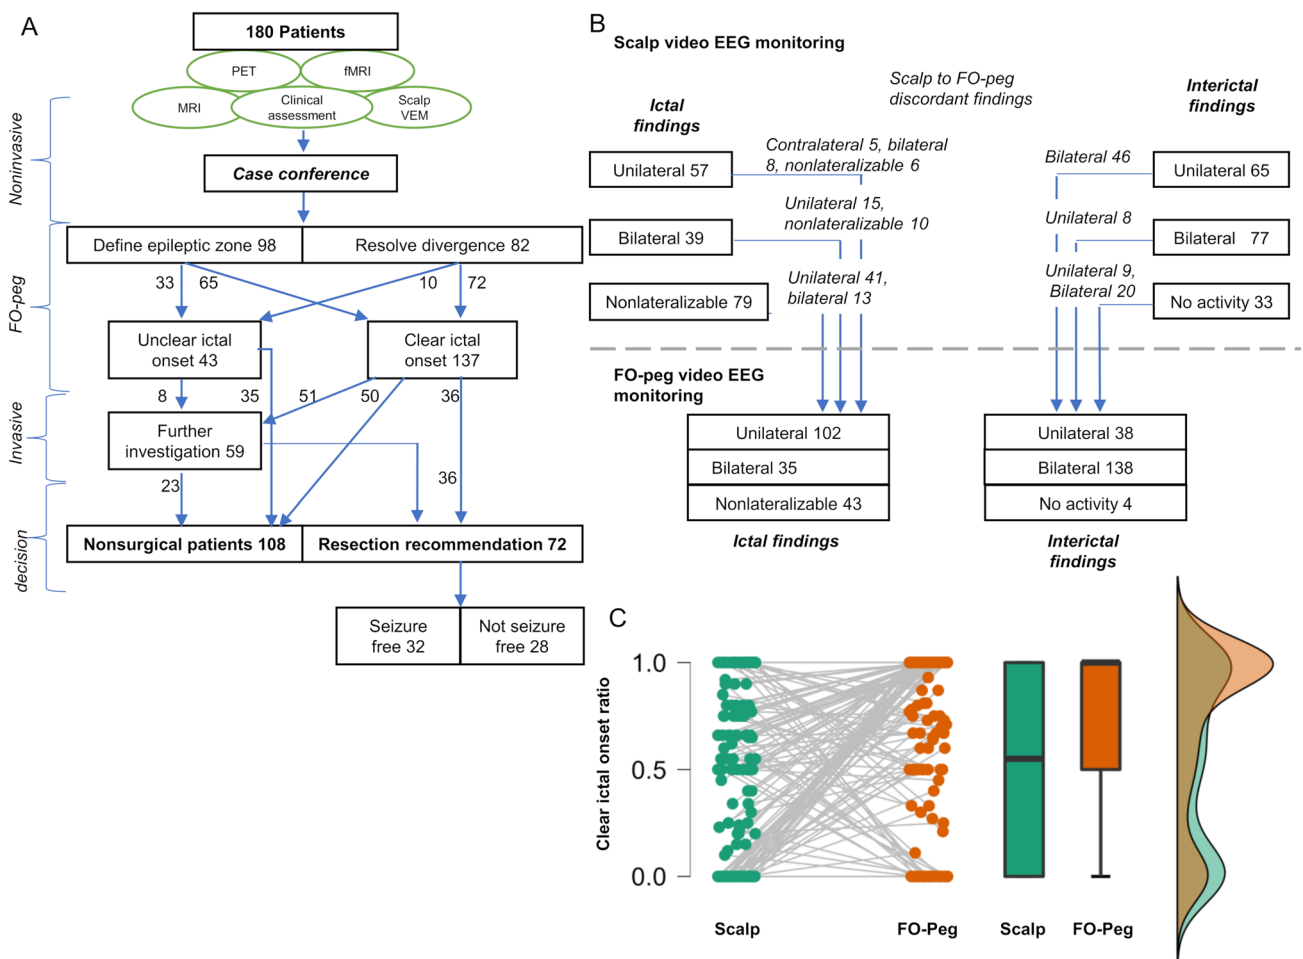 A
180 Patients
PET
fMRI
MRI
Clinical
assessment
Scalp
VEM
Noninvasive
Case conference
FO-peg
Define epileptic zone 98
Resolve divergence 82
33
65
10
72
Unclear ictal
onset 43
Clear ictal
onset 137
8
35
51
50
36
Invasive
Further
investigation 59
23
36
decision
Nonsurgical patients 108
Resection recommendation 72
Seizure
free 32
Not seizure
free 28
B
Scalp video EEG monitoring
Scalp to FO-peg
discordant findings
Ictal
findings
Interictal
findings
Unilateral 57
Contralateral 5, bilateral
8, nonlateralizable 6
Bilateral 46
Unilateral 65
Bilateral 39
Unilateral 15,
nonlateralizable 10
Unilateral 8
Bilateral 77
Nonlateralizable 79
Unilateral 41,
bilateral 13
Unilateral 9,
Bilateral 20
No activity 33
FO-peg video EEG
monitoring
Unilateral 102
Bilateral 35
Nonlateralizable 43
Ictal findings
Unilateral 38
Bilateral 138
No activity 4
Interictal
findings
C
Clear ictal onset ratio
1.0
0.5
0.0
Scalp
FO-Peg
Scalp
FO-Peg